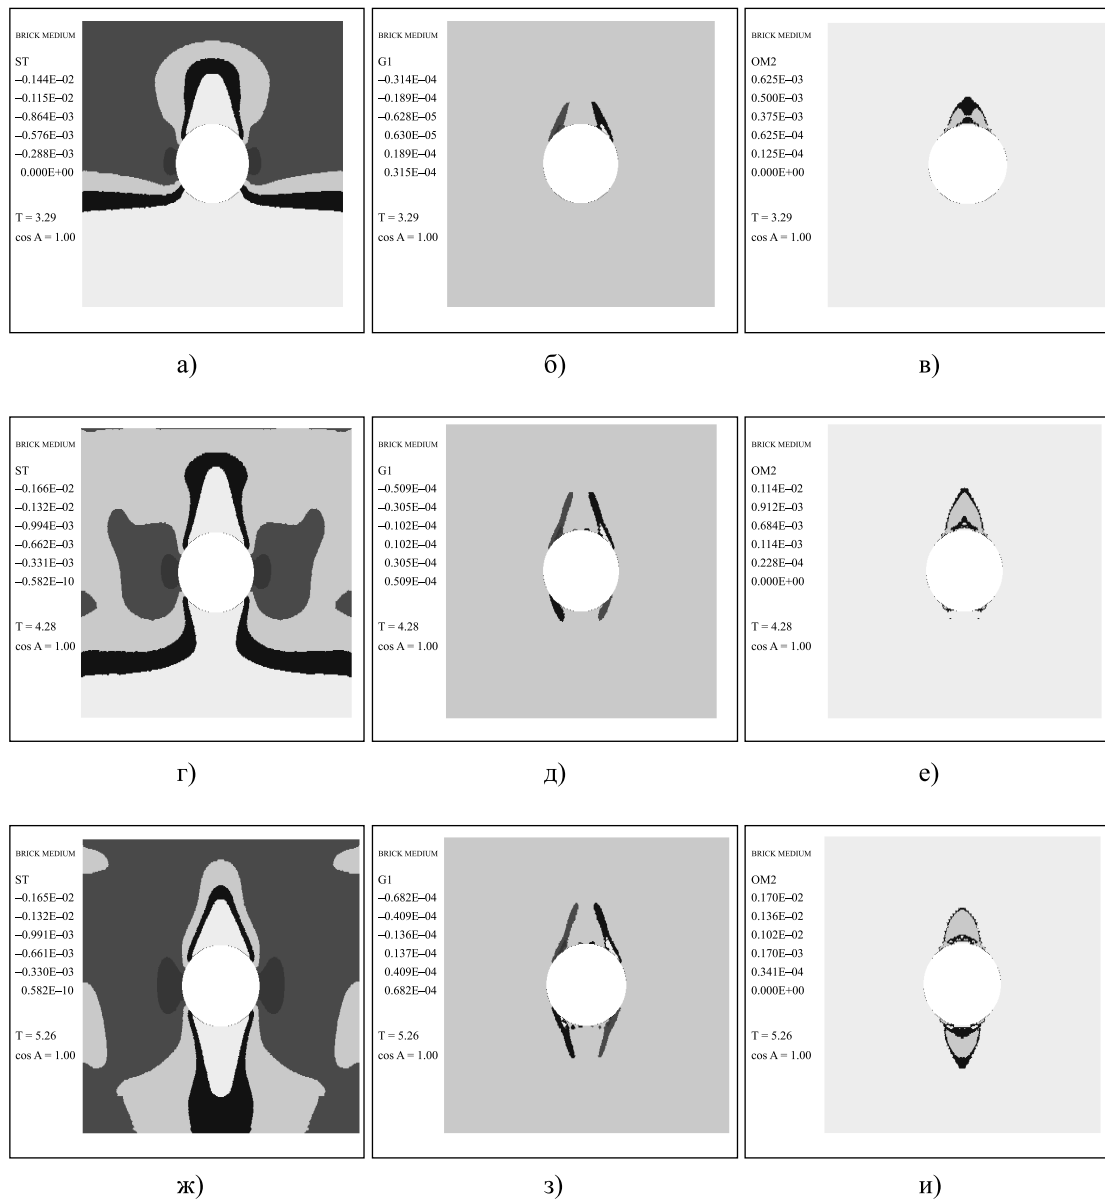 BRICK MEDIUM
ST
–0.144E–02
–0.115E–02
–0.864E–03
–0.576E–03
–0.288E–03
0.000E+00
T = 3.29
cos A = 1.00
а)
BRICK MEDIUM
G1
–0.314E–04
–0.189E–04
–0.628E–05
0.630E–05
0.189E–04
0.315E–04
T = 3.29
cos A = 1.00
б)
BRICK MEDIUM
OM2
0.625E–03
0.500E–03
0.375E–03
0.625E–04
0.125E–04
0.000E+00
T = 3.29
cos A = 1.00
в)
BRICK MEDIUM
ST
–0.166E–02
–0.132E–02
–0.994E–03
–0.662E–03
–0.331E–03
–0.582E–10
T = 4.28
cos A = 1.00
г)
BRICK MEDIUM
G1
–0.509E–04
–0.305E–04
–0.102E–04
0.102E–04
0.305E–04
0.509E–04
T = 4.28
cos A = 1.00
д)
BRICK MEDIUM
OM2
0.114E–02
0.912E–03
0.684E–03
0.114E–03
0.228E–04
0.000E+00
T = 4.28
cos A = 1.00
е)
BRICK MEDIUM
ST
–0.165E–02
–0.132E–02
–0.991E–03
–0.661E–03
–0.330E–03
0.582E–10
T = 5.26
cos A = 1.00
ж)
BRICK MEDIUM
G1
–0.682E–04
–0.409E–04
–0.136E–04
0.137E–04
0.409E–04
0.682E–04
T = 5.26
cos A = 1.00
з)
BRICK MEDIUM
OM2
0.170E–02
0.136E–02
0.102E–02
0.170E–03
0.341E–04
0.000E+00
T = 5.26
cos A = 1.00
и)